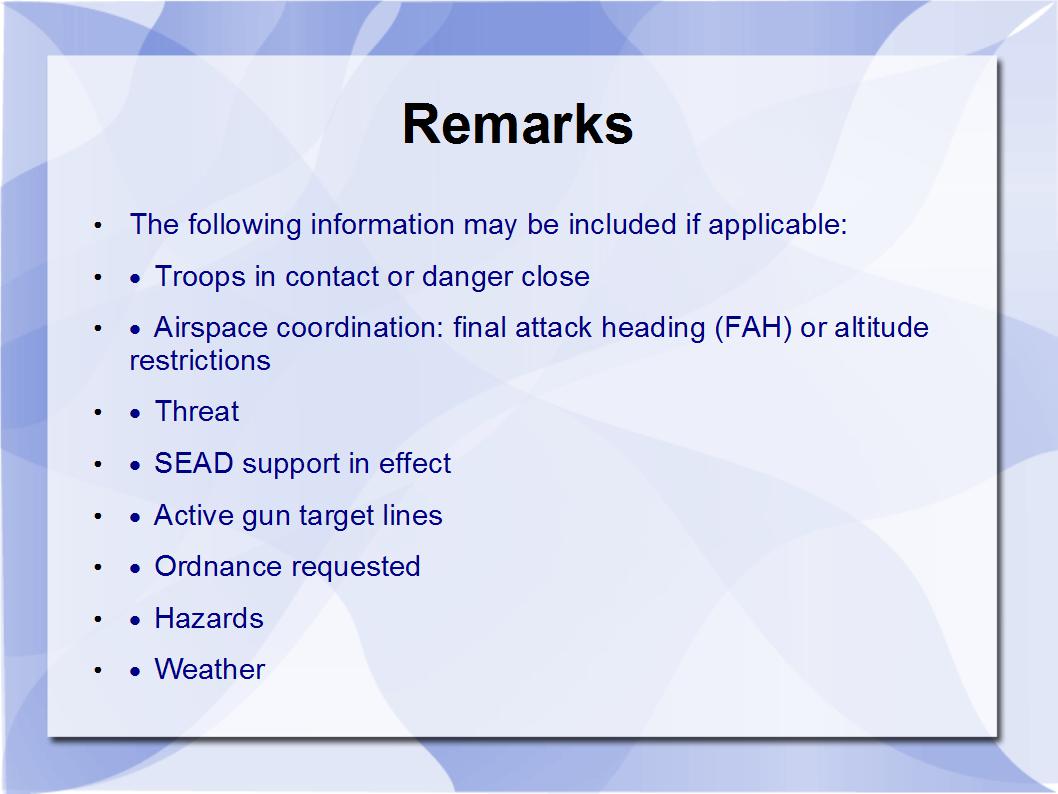 Remarks
• The following information may be included if applicable:
• • Troops in contact or danger close
• • Airspace coordination: final attack heading (FAH) or altitude
restrictions
• • Threat
• • SEAD support in effect
• • Active gun target lines
• • Ordnance requested
• • Hazards
• • Weather